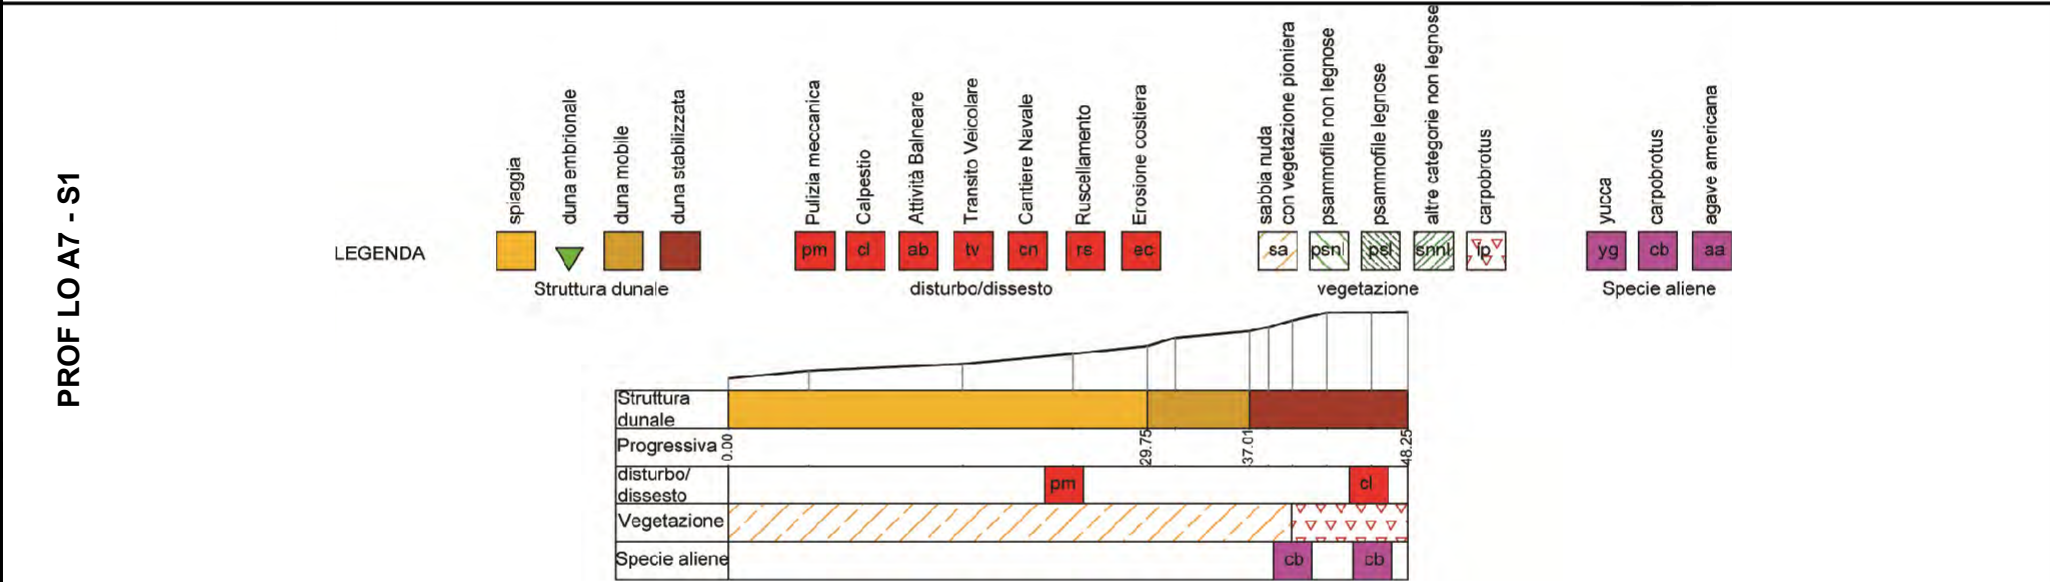 PROF LO A7 - S1
LEGENDA
spiaggia
duna embrionale
duna mobile
duna stabilizzata
Struttura dunale
Pulizia meccanica
Calpestio
Attività Balneare
Transito Veicolare
Cantiere Navale
Ruscellamento
Erosione costiera
pm
cl
ab
tv
cn
rs
ec
disturbo/dissesto
sabbia nuda
con vegetazione pioniera
psammofile non legnose
psammofile legnose
altre categorie non legnose
carpobrotus
sa
psnl
psl
snnl
ip
vegetazione
yucca
carpobrotus
agave americana
yg
cb
aa
Specie aliene
Struttura
dunale
Progressiva
0.00
29.75
37.01
48.25
disturbo/
dissesto
pm
cl
Vegetazione
Specie aliene
cb
cb